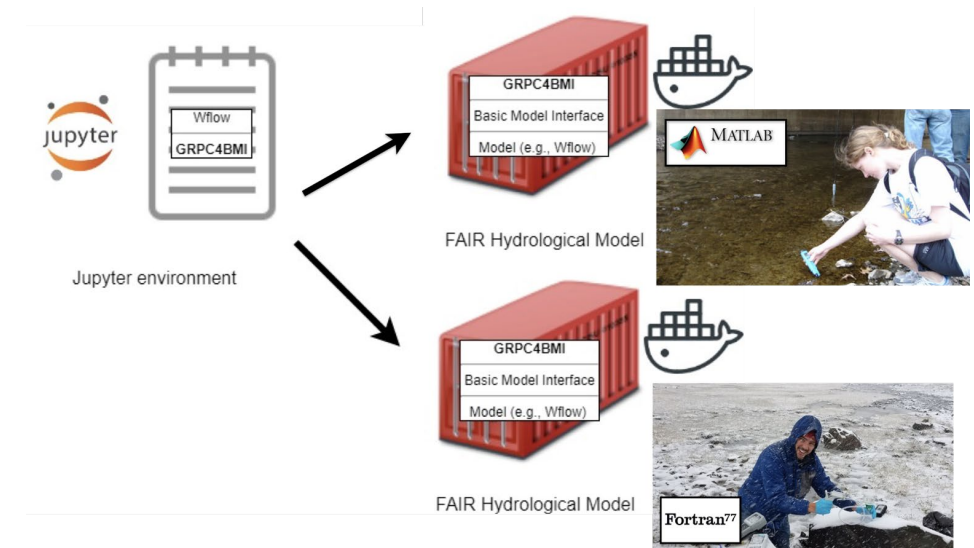 jupyter
Wflow
GRPC4BMI
Jupyter environment
GRPC4BMI
Basic Model Interface
Model (e.g., Wflow)
FAIR Hydrological Model
MATLAB
GRPC4BMI
Basic Model Interface
Model (e.g., Wflow)
FAIR Hydrological Model
Fortran77